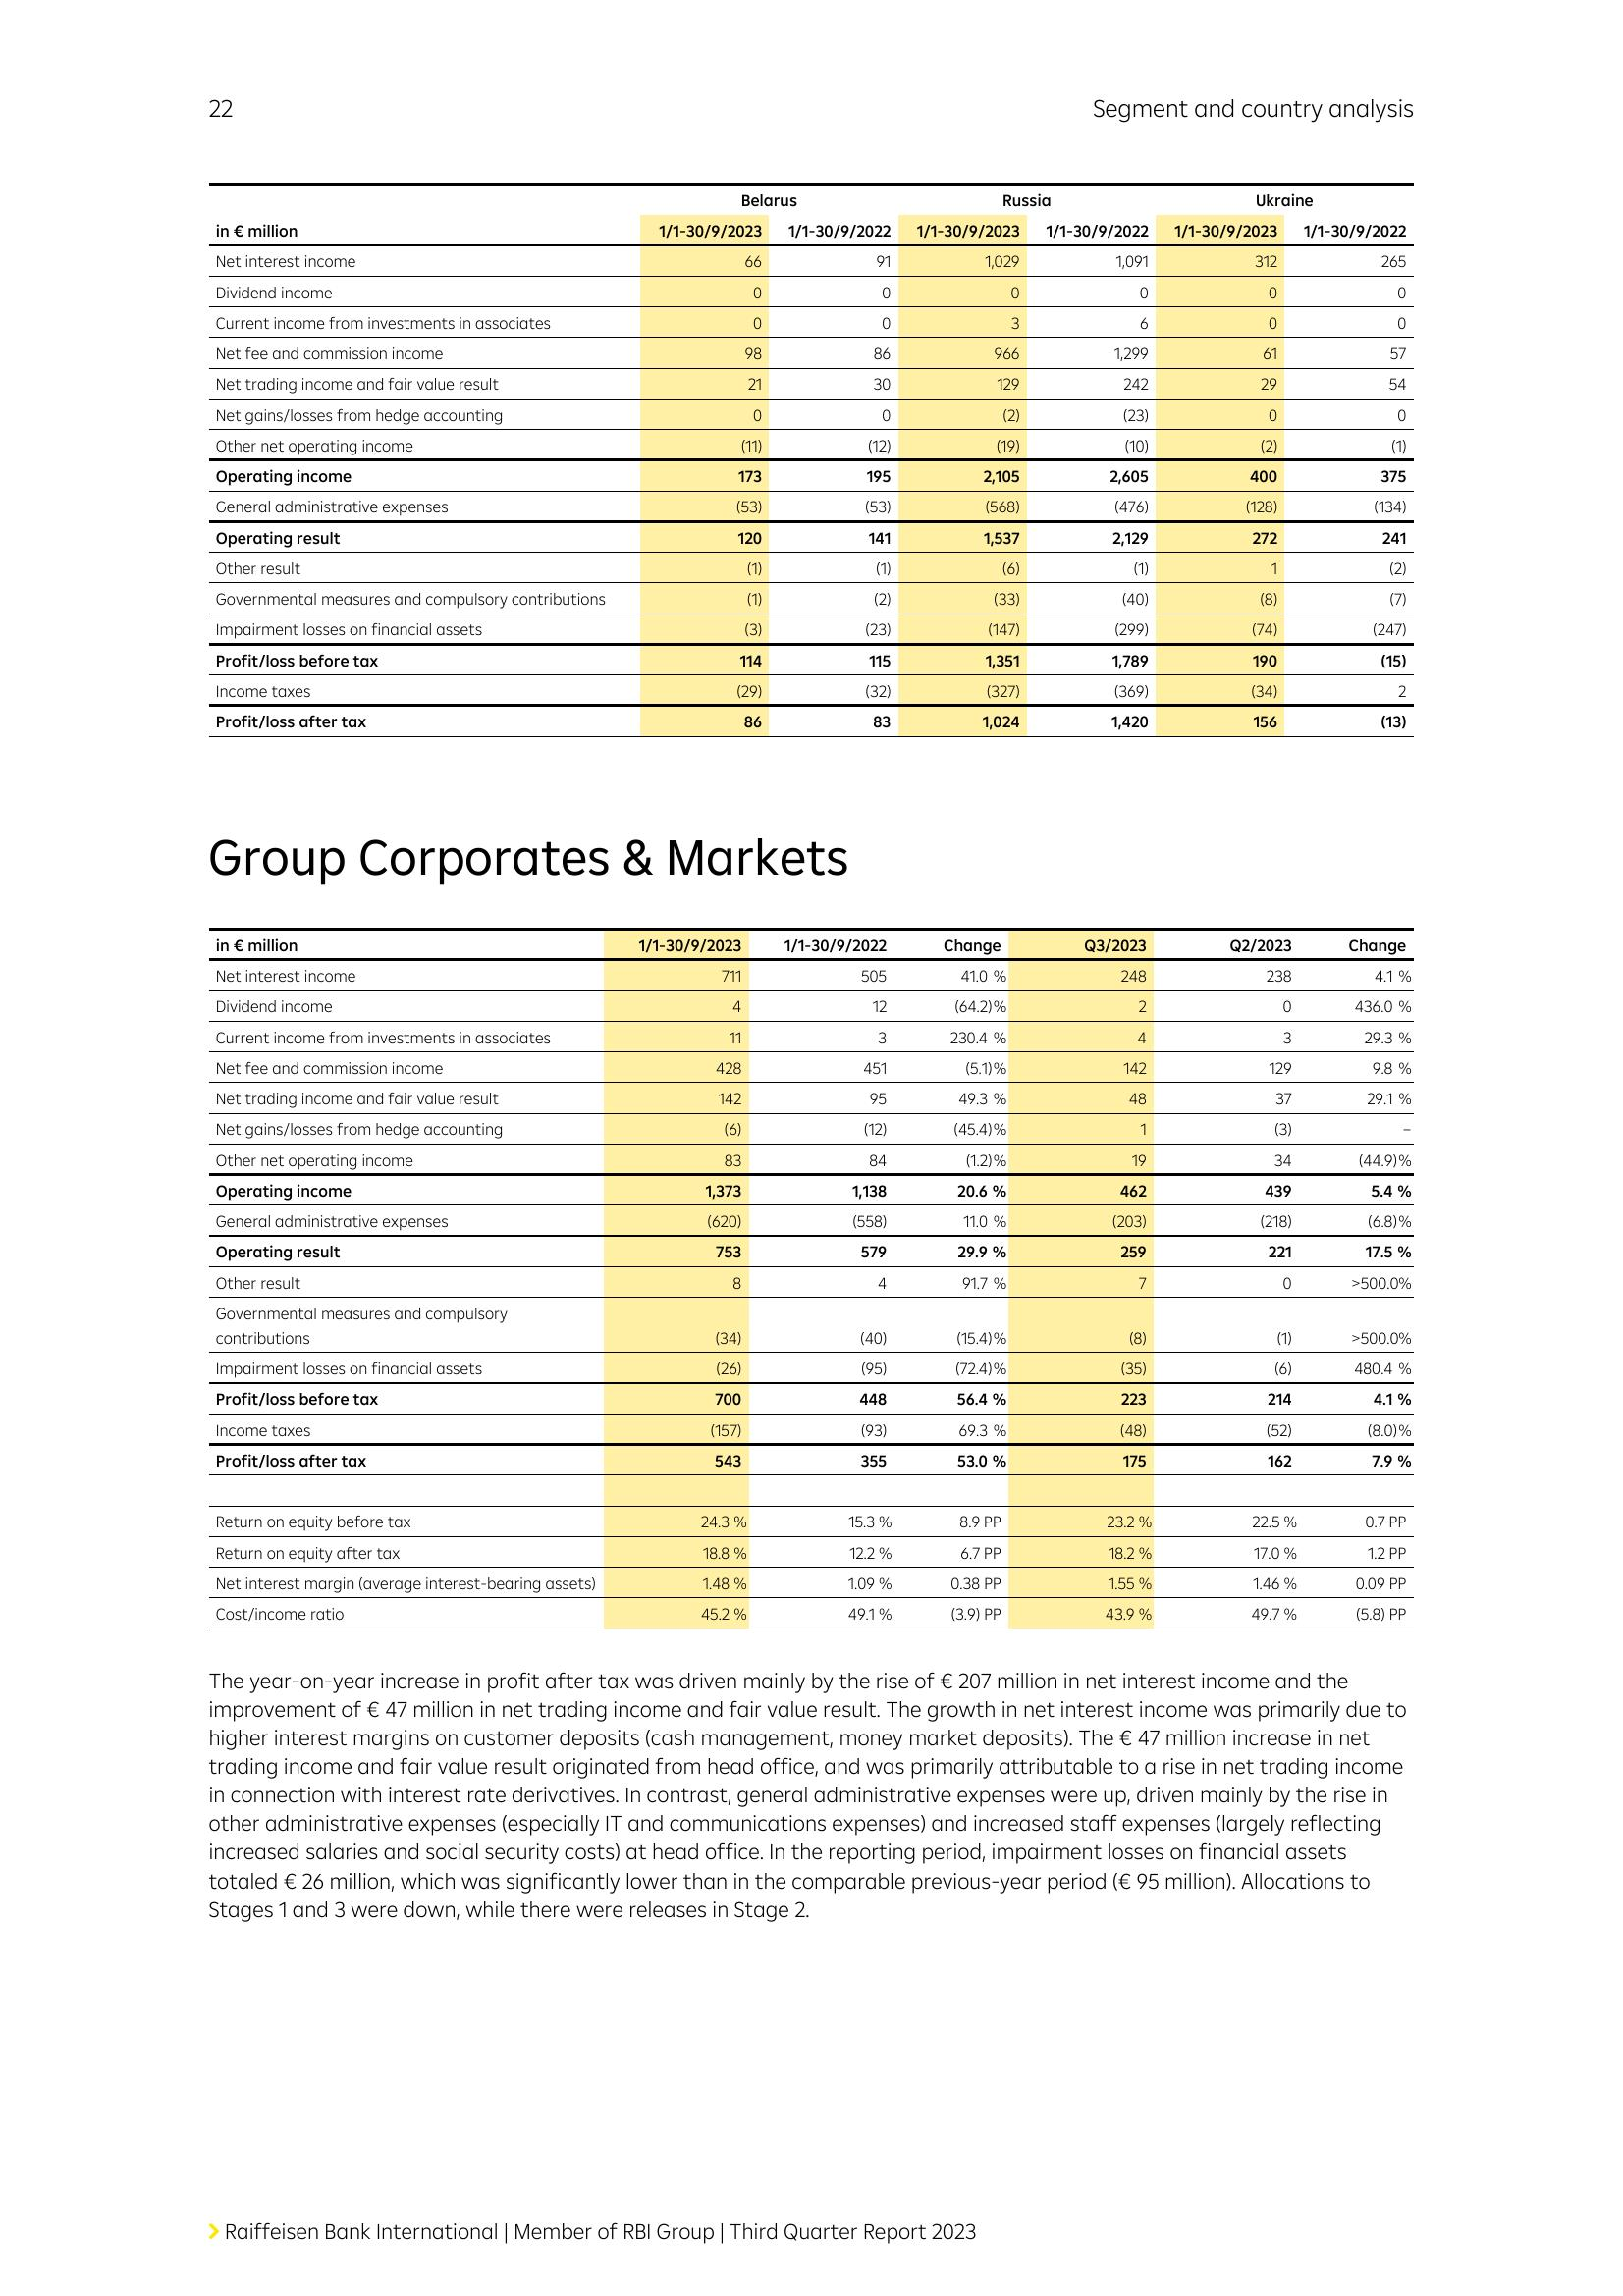 22 Segment and country analysis
Belarus Russia Ukraine
in € million 1/1-30/9/2023 1/1-30/9/2022 1/1-30/9/2023 1/1-30/9/2022 1/1-30/9/2023 1/1-30/9/2022
Net interest income 66 91 1,029 1,091 312 265
Dividend income 0 0 0 0 0 0
Current income from investments in associates 0 0 3 6 0 0
Net fee and commission income 98 86 966 1,299 61 57
Net trading income and fair value result 21 30 129 242 29 54
Net gains/losses from hedge accounting 0 0 (2) (23) 0 0
Other net operating income (11) (12) (19) (10) (2) (1)
Operating income 173 195 2,105 2,605 400 375
General administrative expenses (53) (53) (568) (476) (128) (134)
Operating result 120 141 1,537 2,129 272 241
Other result (1) (1) (6) (1) 1 (2)
Governmental measures and compulsory contributions (1) (2) (33) (40) (8) (7)
Impairment losses on financial assets (3) (23) (147) (299) (74) (247)
Profit/loss before tax 114 115 1,351 1,789 190 (15)
Income taxes (29) (32) (327) (369) (34) 2
Profit/loss after tax 86 83 1,024 1,420 156 (13)
Group Corporates & Markets
in € million 1/1-30/9/2023 1/1-30/9/2022 Change Q3/2023 Q2/2023 Change
Net interest income 711 505 41.0 % 248 238 4.1 %
Dividend income 4 12 (64.2)% 2 0 436.0 %
Current income from investments in associates 11 3 230.4 % 4 3 29.3 %
Net fee and commission income 428 451 (5.1)% 142 129 9.8 %
Net trading income and fair value result 142 95 49.3 % 48 37 29.1 %
Net gains/losses from hedge accounting (6) (12) (45.4)% 1 (3) –
Other net operating income 83 84 (1.2)% 19 34 (44.9)%
Operating income 1,373 1,138 20.6 % 462 439 5.4 %
General administrative expenses (620) (558) 11.0 % (203) (218) (6.8)%
Operating result 753 579 29.9 % 259 221 17.5 %
Other result 8 4 91.7 % 7 0 >500.0%
Governmental measures and compulsory
contributions (34) (40) (15.4)% (8) (1) >500.0%
Impairment losses on financial assets (26) (95) (72.4)% (35) (6) 480.4 %
Profit/loss before tax 700 448 56.4 % 223 214 4.1 %
Income taxes (157) (93) 69.3 % (48) (52) (8.0)%
Profit/loss after tax 543 355 53.0 % 175 162 7.9 %
Return on equity before tax 24.3 % 15.3 % 8.9 PP 23.2 % 22.5 % 0.7 PP
Return on equity after tax 18.8 % 12.2 % 6.7 PP 18.2 % 17.0 % 1.2 PP
Net interest margin (average interest-bearing assets) 1.48 % 1.09 % 0.38 PP 1.55 % 1.46 % 0.09 PP
Cost/income ratio 45.2 % 49.1 % (3.9) PP 43.9 % 49.7 % (5.8) PP
The year-on-year increase in profit after tax was driven mainly by the rise of € 207 million in net interest income and the
improvement of € 47 million in net trading income and fair value result. The growth in net interest income was primarily due to
higher interest margins on customer deposits (cash management, money market deposits). The € 47 million increase in net
trading income and fair value result originated from head office, and was primarily attributable to a rise in net trading income
in connection with interest rate derivatives. In contrast, general administrative expenses were up, driven mainly by the rise in
other administrative expenses (especially IT and communications expenses) and increased staff expenses (largely reflecting
increased salaries and social security costs) at head office. In the reporting period, impairment losses on financial assets
totaled € 26 million, which was significantly lower than in the comparable previous-year period (€ 95 million). Allocations to
Stages 1 and 3 were down, while there were releases in Stage 2.
Raiffeisen Bank International | Member of RBI Group | Third Quarter Report 2023